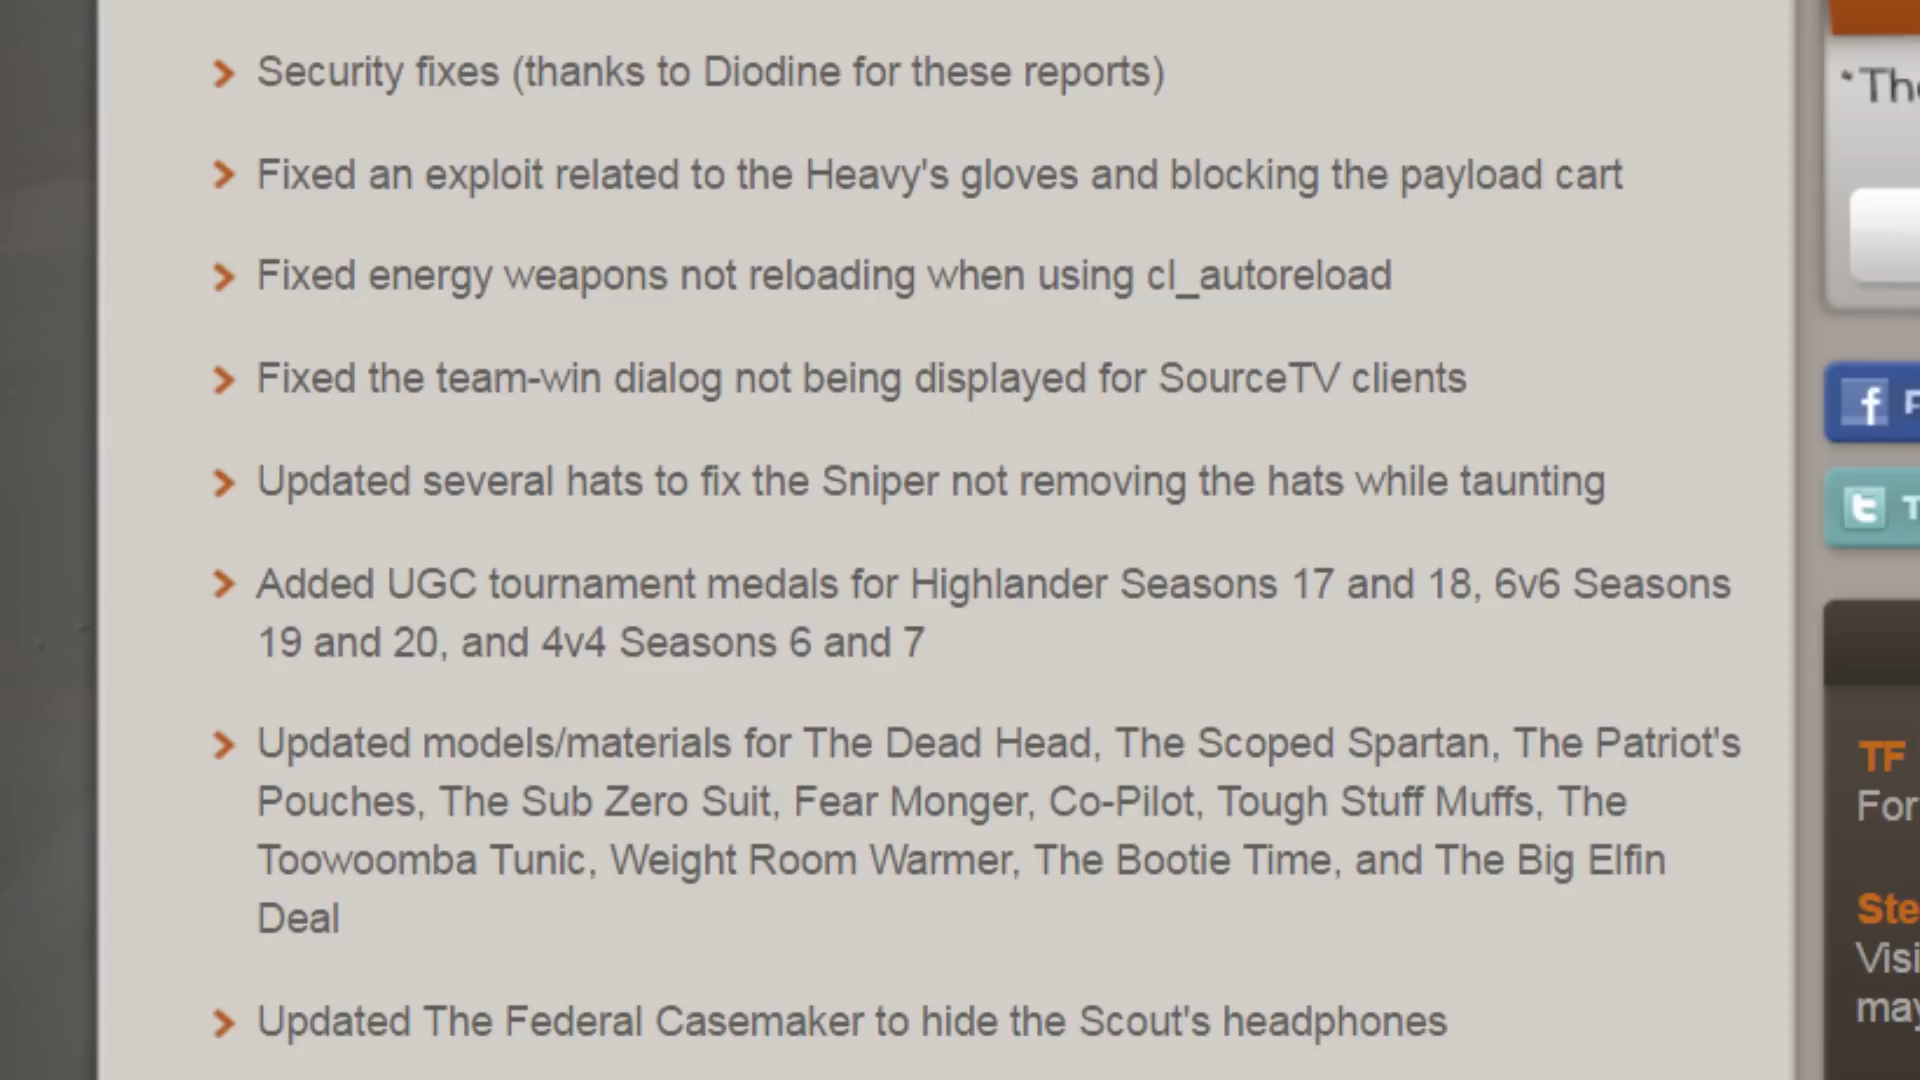 Security fixes (thanks to Diodine for these reports)
Fixed an exploit related to the Heavy's gloves and blocking the payload cart
Fixed energy weapons not reloading when using cl_autoreload
Fixed the team-win dialog not being displayed for SourceTV clients
Updated several hats to fix the Sniper not removing the hats while taunting
Added UGC tournament medals for Highlander Seasons 17 and 18, 6v6 Seasons
19 and 20, and 4v4 Seasons 6 and 7
Updated models/materials for The Dead Head, The Scoped Spartan, The Patriot's
Pouches, The Sub Zero Suit, Fear Monger, Co-Pilot, Tough Stuff Muffs, The
Toowoomba Tunic, Weight Room Warmer, The Bootie Time, and The Big Elfin
Deal
Updated The Federal Casemaker to hide the Scout's headphones
TF
For
may